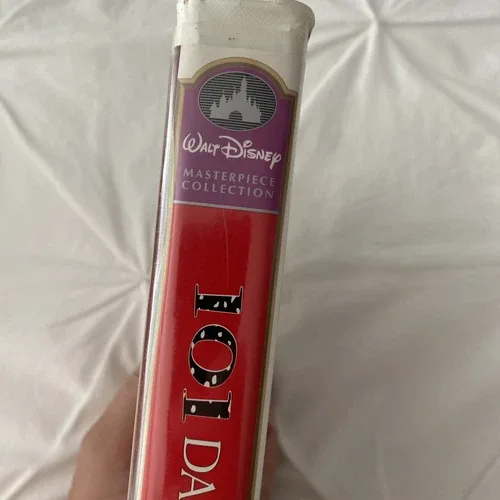 Walt Disney
MASTERPIECE
COLLECTION
101 DA